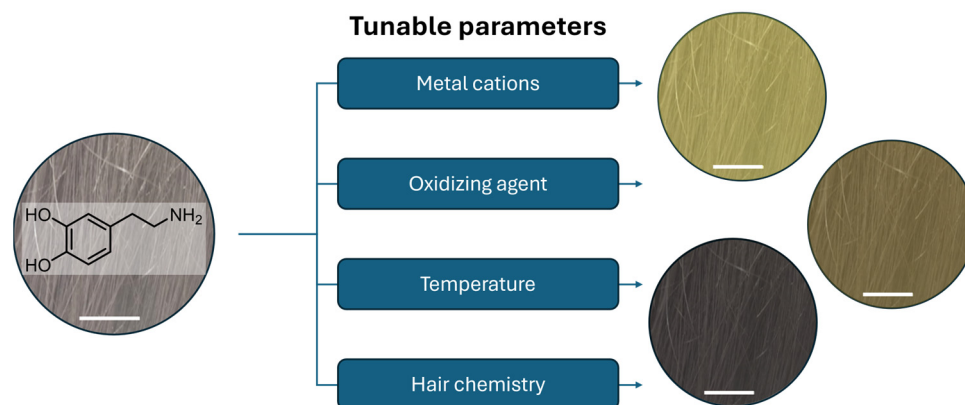 Tunable parameters
Metal cations
Oxidizing agent
HO
NH₂
HO
Temperature
Hair chemistry